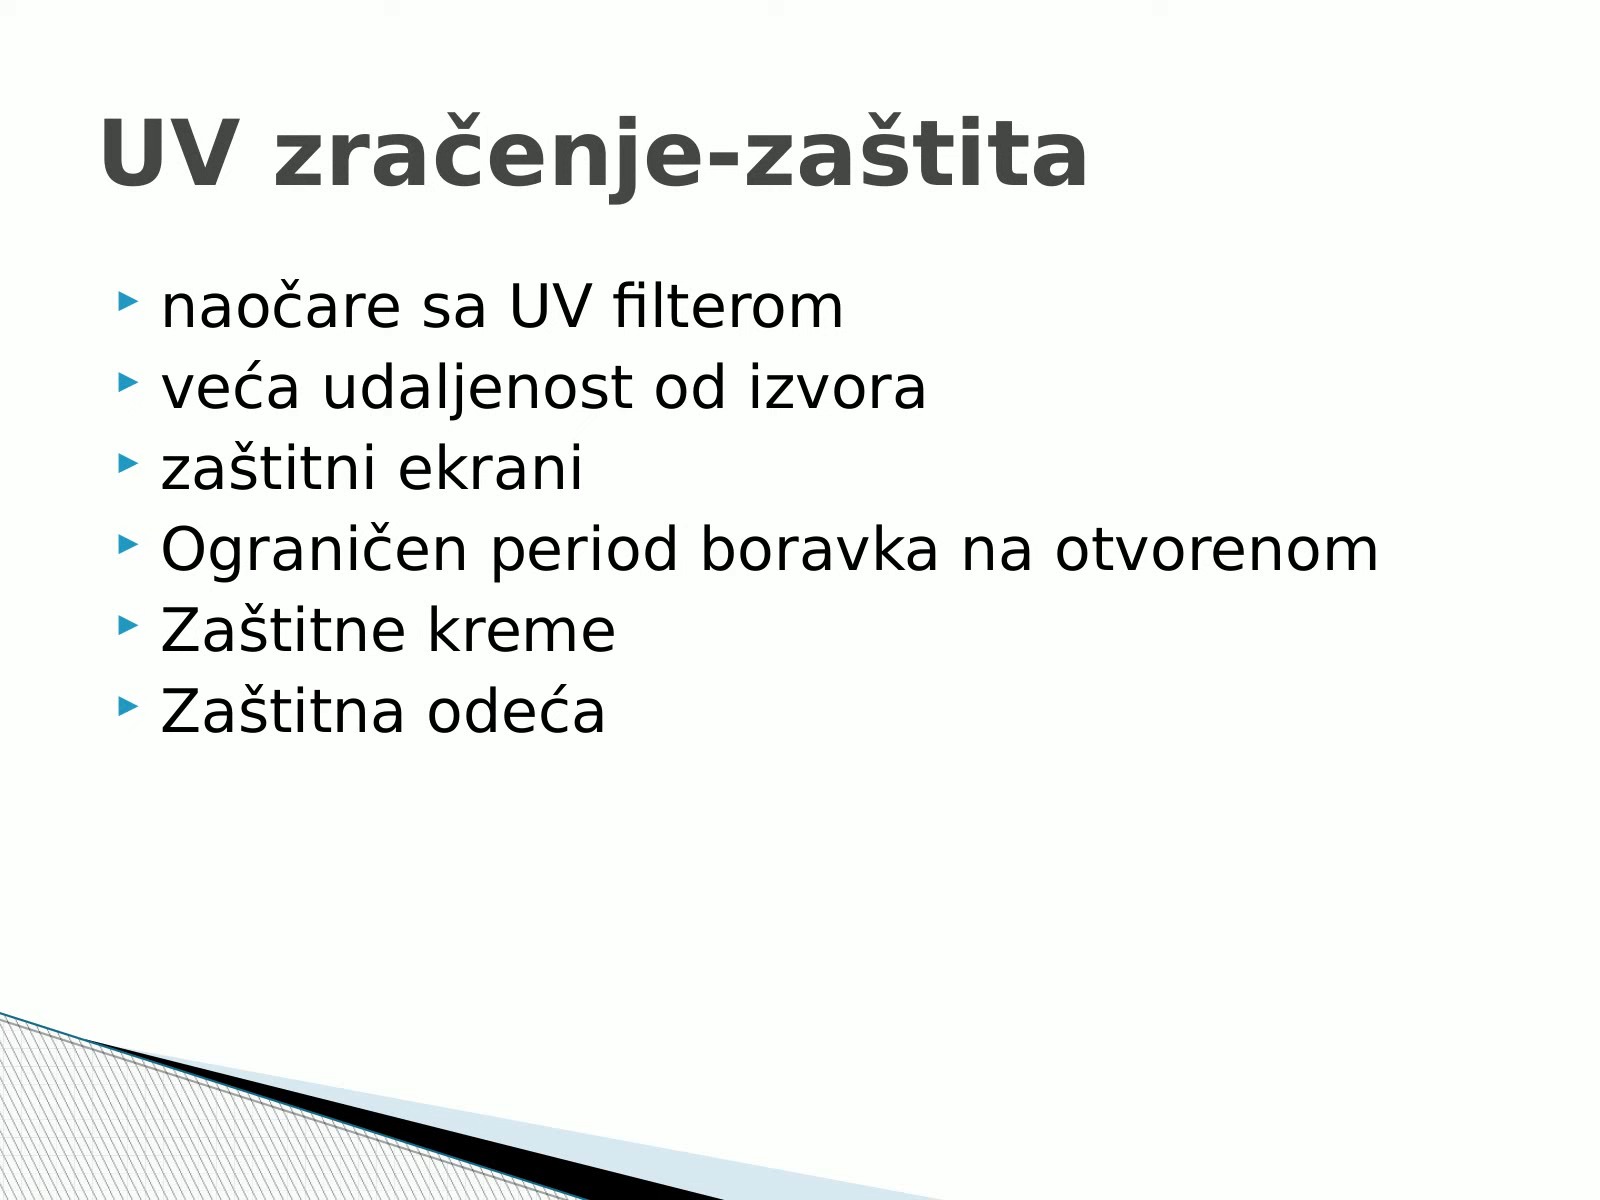 UV zračenje-zaštita
naočare sa UV filterom
veća udaljenost od izvora
zaštitni ekrani
Ograničen period boravka na otvorenom
Zaštitne kreme
Zaštitna odeća